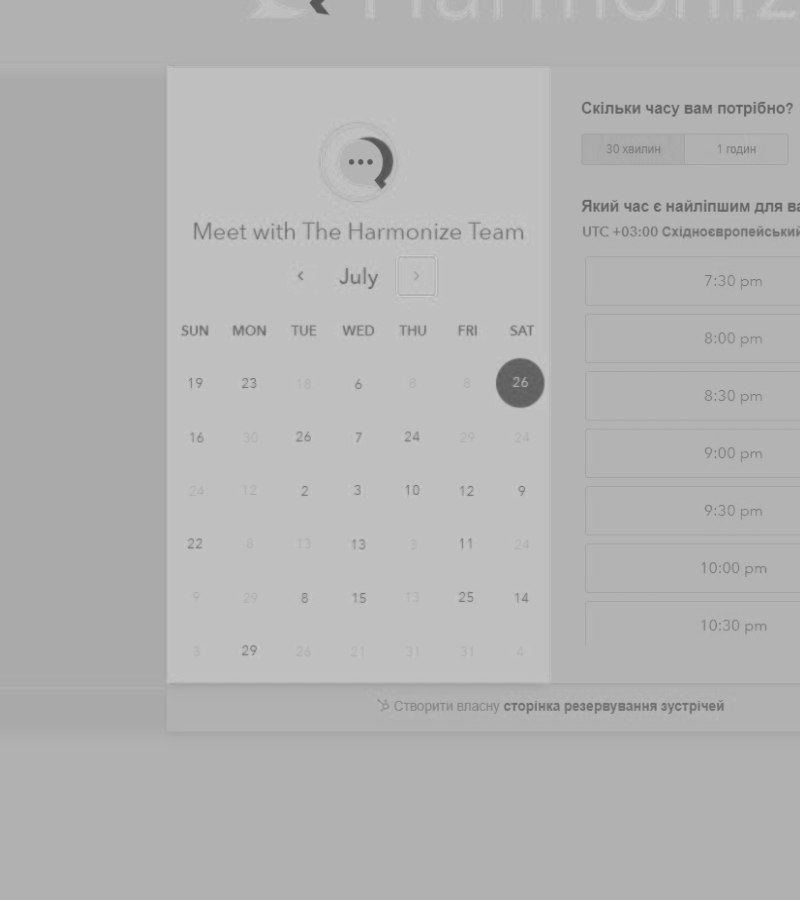 Harmoniz
Meet with The Harmonize Team
July
SUN MON TUE WED THU FRI SAT
19 23 18 6 8 8 26
16 30 26 7 24 29 24
24 12 2 3 10 12 9
22 8 13 13 3 11 24
9 29 8 15 13 25 14
3 29 26 21 31 31 4
Скільки часу вам потрібно?
30 хвилин 1 годин
Який час є найліпшим для ва
UTC +03:00 Східноєвропейський
7:30 pm
8:00 pm
8:30 pm
9:00 pm
9:30 pm
10:00 pm
10:30 pm
Створити власну сторінка резервування зустрічей